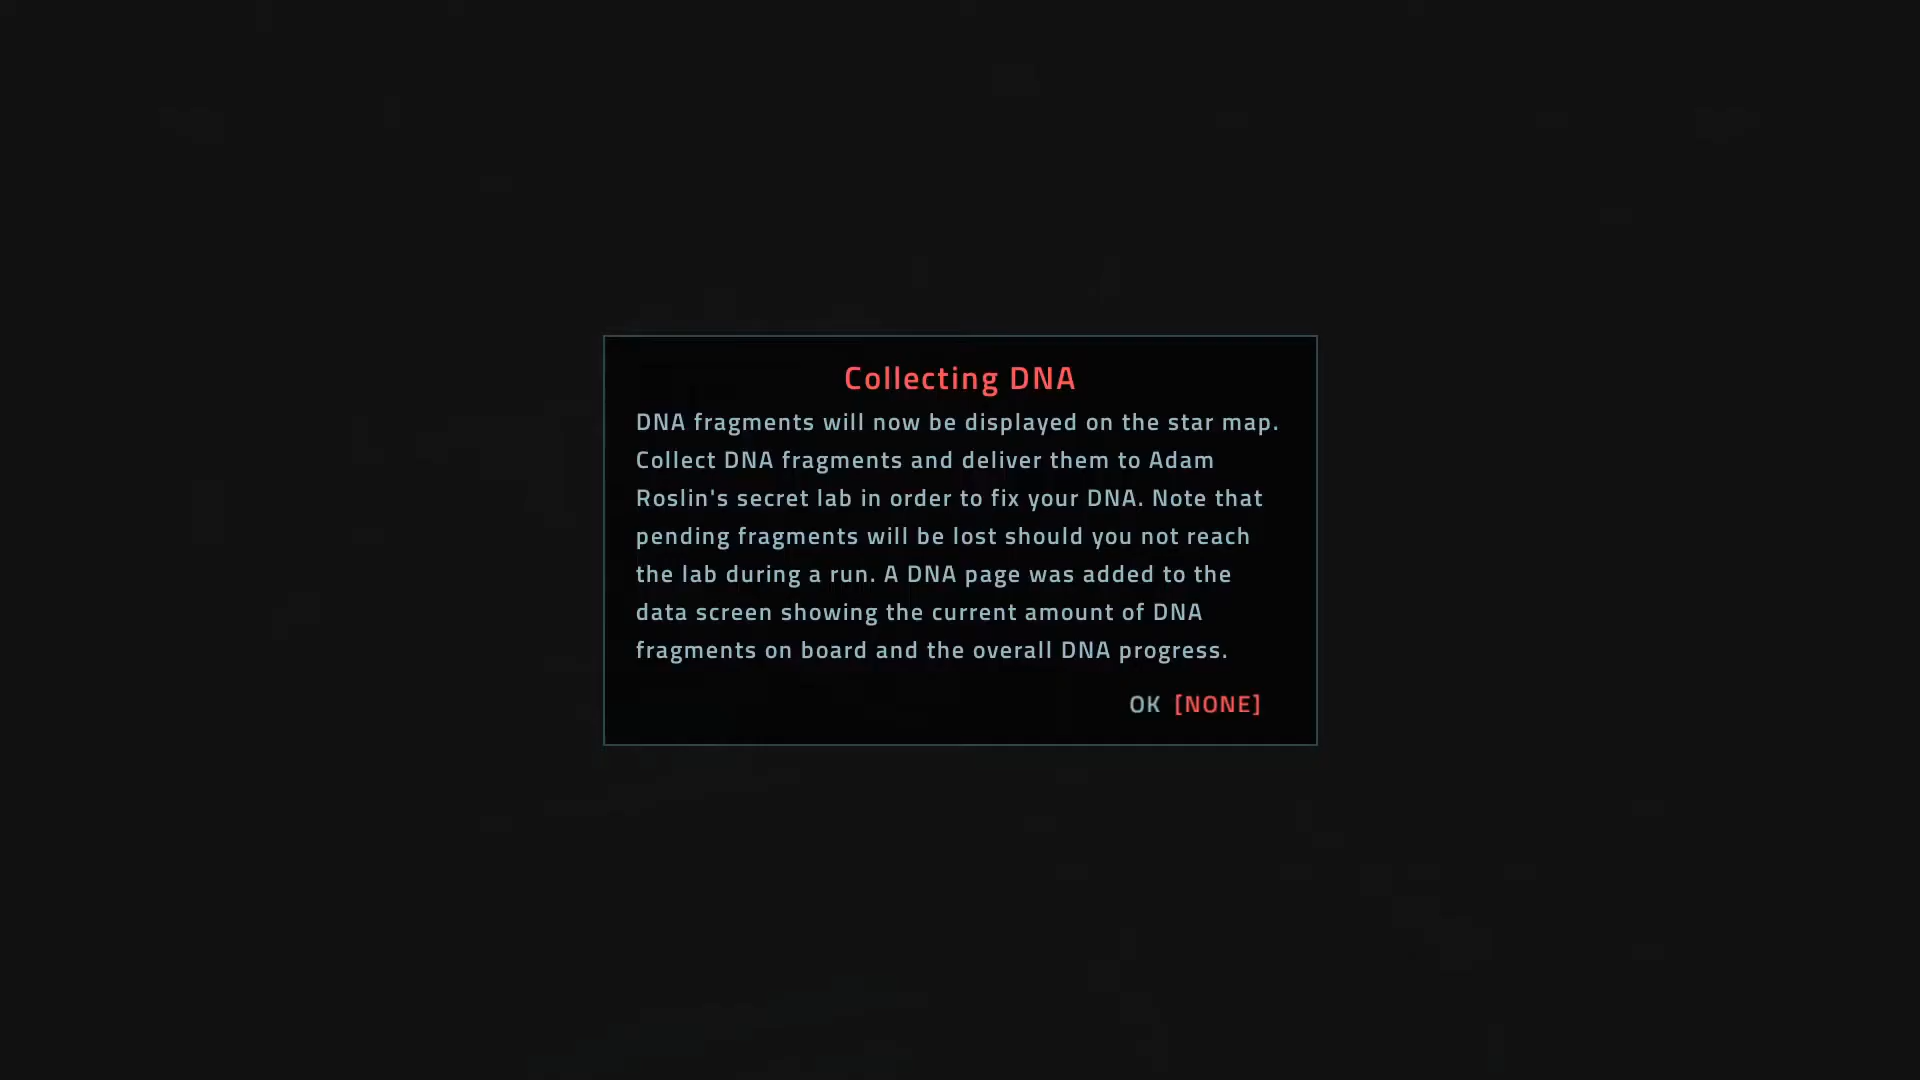 Collecting DNA
DNA fragments will now be displayed on the star map.
Collect DNA fragments and deliver them to Adam
Roslin's secret lab in order to fix your DNA. Note that
pending fragments will be lost should you not reach
the lab during a run. A DNA page was added to the
data screen showing the current amount of DNA
fragments on board and the overall DNA progress.
OK [NONE]